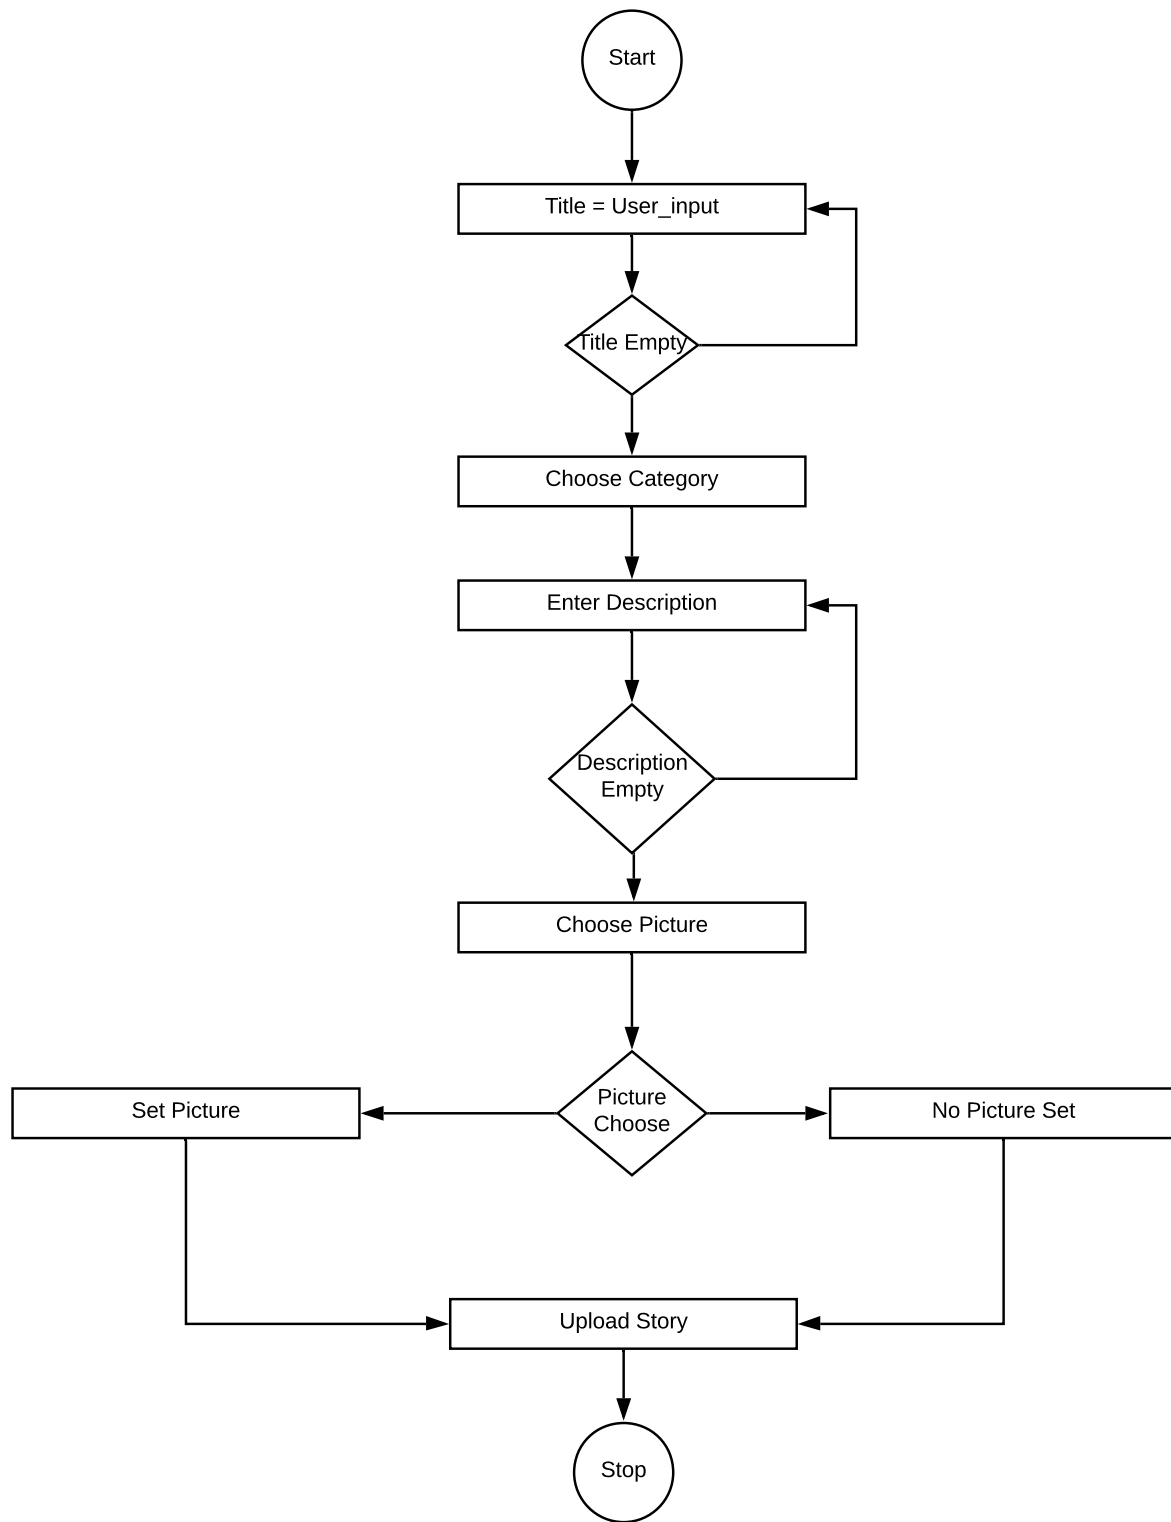 Start
Title = User_input
Title Empty
Choose Category
Enter Description
Description
Empty
Choose Picture
Set Picture
Picture
Choose
No Picture Set
Upload Story
Stop